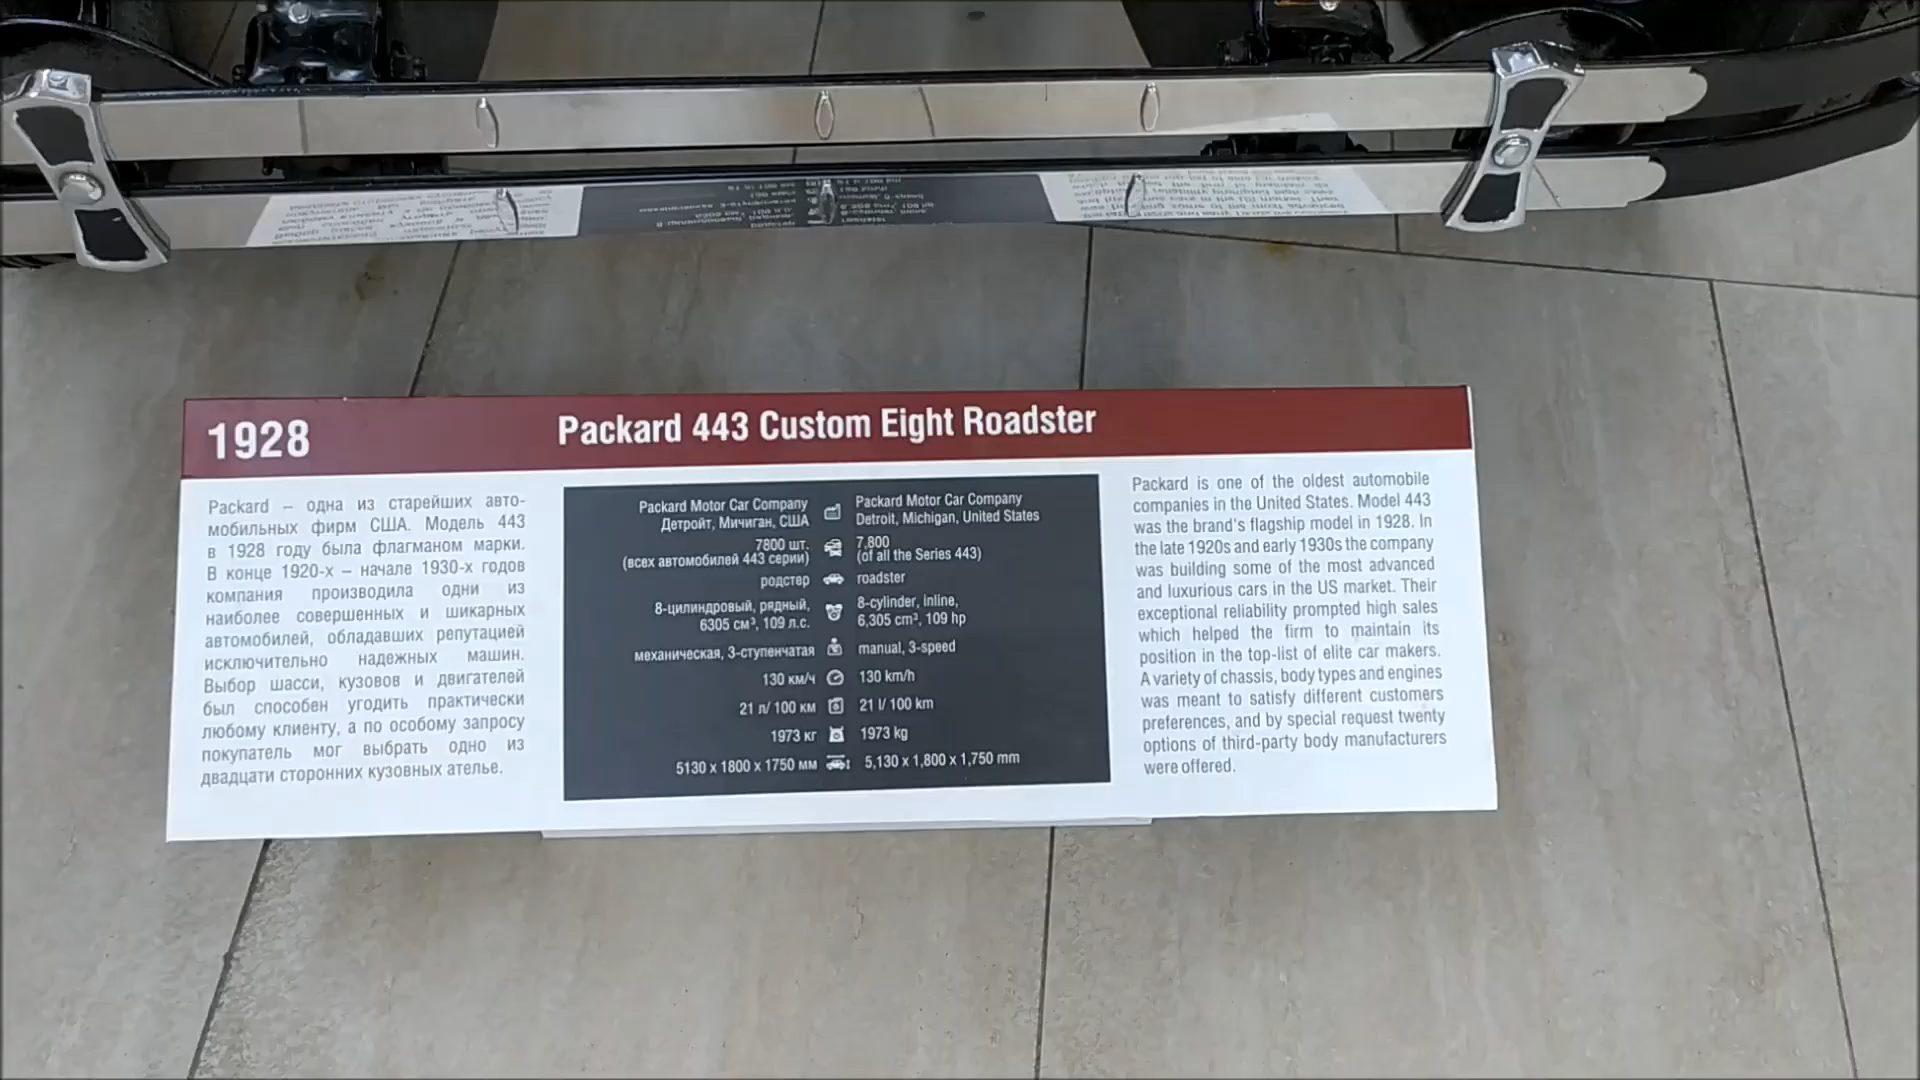 1928
Packard 443 Custom Eight Roadster
Packard – одна из старейших авто-
мобильных фирм США. Модель 443
в 1928 году была флагманом марки.
В конце 1920-х – начале 1930-х годов
компания производила одни из
наиболее совершенных и шикарных
автомобилей, обладавших репутацией
исключительно надежных машин.
Выбор шасси, кузовов и двигателей
был способен угодить практически
любому клиенту, а по особому запросу
покупатель мог выбрать одно из
двадцати сторонних кузовных ателье.
Packard Motor Car Company
Детройт, Мичиган, США
7800 шт.
(всех автомобилей 443 серии)
родстер
8-цилиндровый, рядный,
6305 см³, 109 л.с.
механическая, 3-ступенчатая
130 км/ч
21 л/ 100 км
1973 кг
5130 x 1800 x 1750 мм
Packard Motor Car Company
Detroit, Michigan, United States
7,800
(of all the Series 443)
roadster
8-cylinder, inline,
6,305 cm³, 109 hp
manual, 3-speed
130 km/h
21 l/ 100 km
1973 kg
5,130 x 1,800 x 1,750 mm
Packard is one of the oldest automobile
companies in the United States. Model 443
was the brand's flagship model in 1928. In
the late 1920s and early 1930s the company
was building some of the most advanced
and luxurious cars in the US market. Their
exceptional reliability prompted high sales
which helped the firm to maintain its
position in the top-list of elite car makers.
A variety of chassis, body types and engines
was meant to satisfy different customers
preferences, and by special request twenty
options of third-party body manufacturers
were offered.